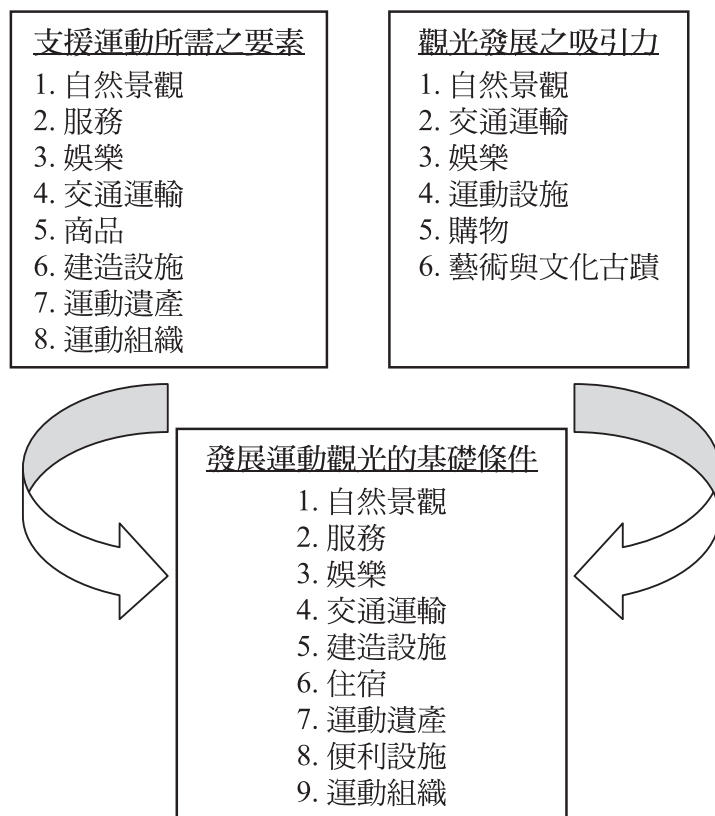 支援運動所需之要素
1. 自然景觀
2. 服務
3. 娛樂
4. 交通運輸
5. 商品
6. 建造設施
7. 運動遺產
8. 運動組織
觀光發展之吸引力
1. 自然景觀
2. 交通運輸
3. 娛樂
4. 運動設施
5. 購物
6. 藝術與文化古蹟
發展運動觀光的基礎條件
1. 自然景觀
2. 服務
3. 娛樂
4. 交通運輸
5. 建造設施
6. 住宿
7. 運動遺產
8. 便利設施
9. 運動組織